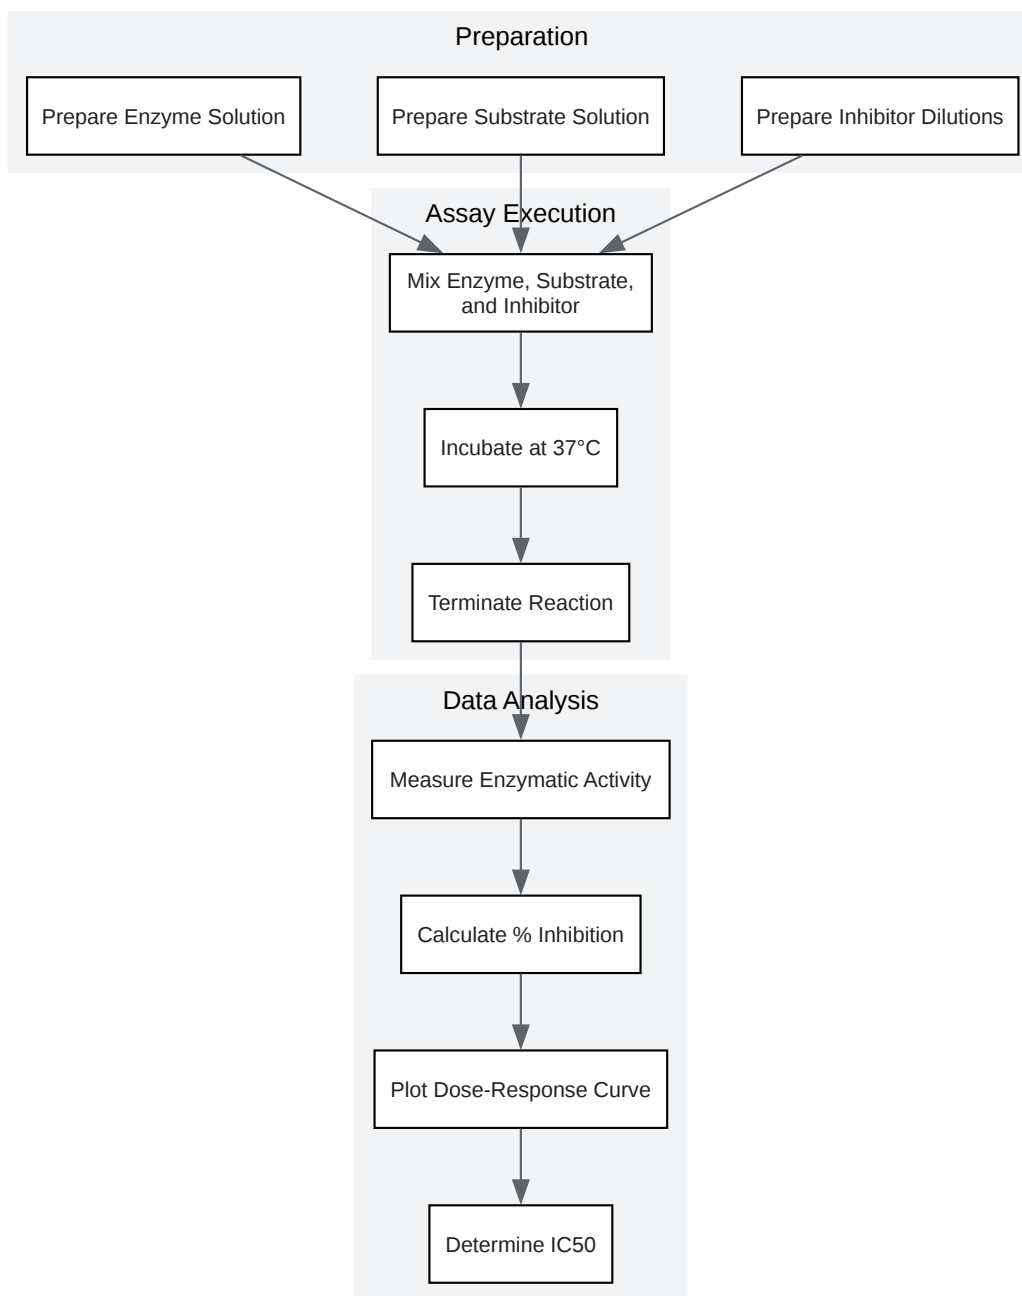 Preparation
Prepare Enzyme Solution
Prepare Substrate Solution
Prepare Inhibitor Dilutions
Assay Execution
Mix Enzyme, Substrate,
and Inhibitor
Incubate at 37°C
Terminate Reaction
Data Analysis
Measure Enzymatic Activity
Calculate % Inhibition
Plot Dose-Response Curve
Determine IC50